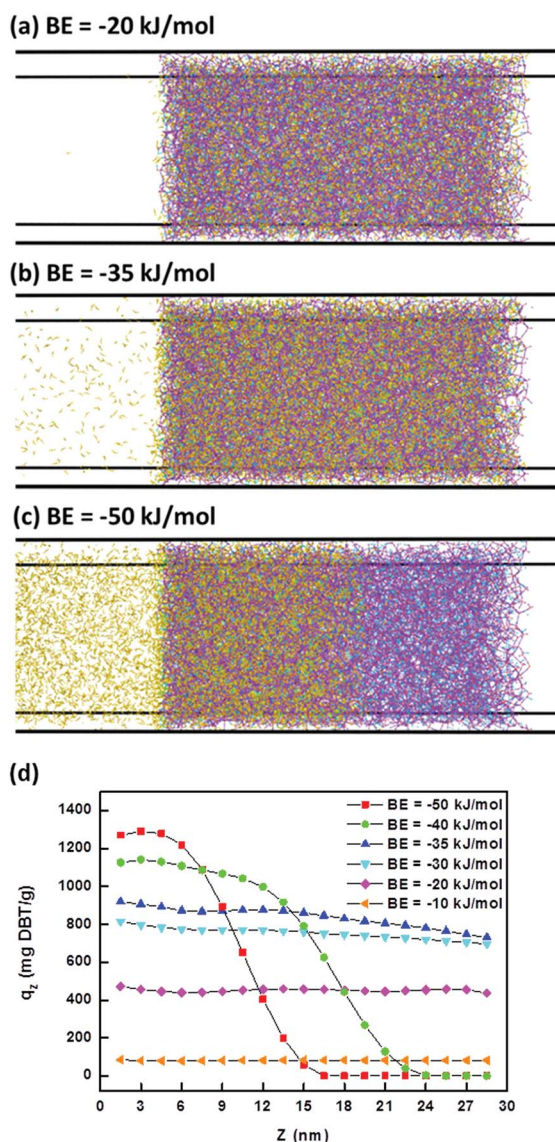 (a) BE = -20 kJ/mol
(b) BE = -35 kJ/mol
(c) BE = -50 kJ/mol
(d)
1400
1200
1000
800
600
400
200
0
q_z (mg DBT/g)
BE = -50 kJ/mol
BE = -40 kJ/mol
BE = -35 kJ/mol
BE = -30 kJ/mol
BE = -20 kJ/mol
BE = -10 kJ/mol
0 3 6 9 12 15 18 21 24 27 30
Z (nm)